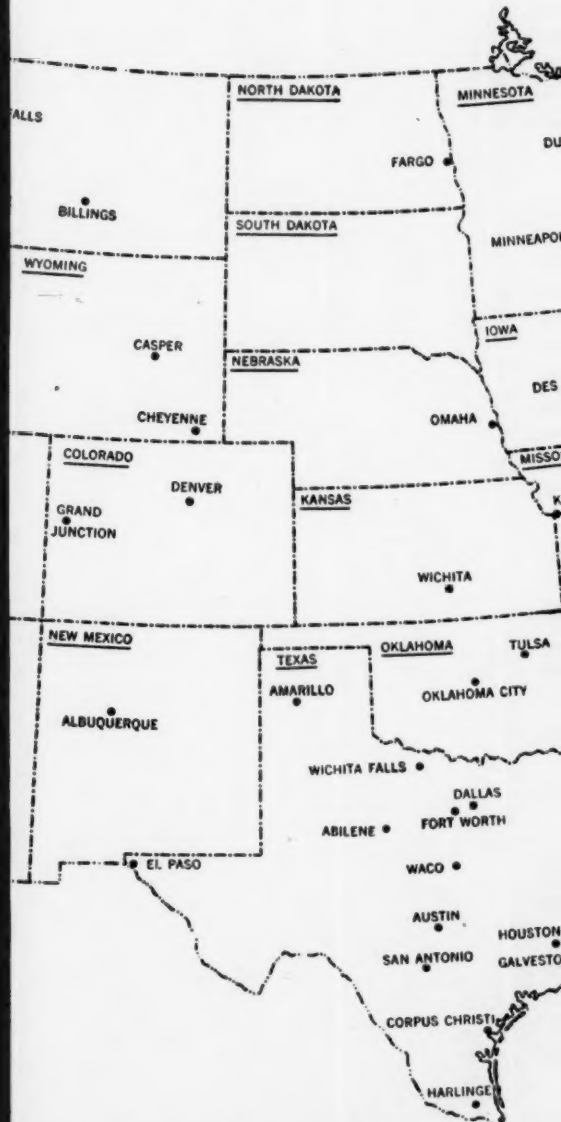 NORTH DAKOTA
MINNESOTA
ALLS
DU
FARGO
BILLINGS
SOUTH DAKOTA
MINNEAPOL
WYOMING
IOWA
CASPER
NEBRASKA
DES
CHEYENNE
OMAHA
COLORADO
MISSO
DENVER
KANSAS
GRAND
JUNCTION
K
WICHITA
NEW MEXICO
TEXAS
OKLAHOMA
TULSA
AMARILLO
OKLAHOMA CITY
ALBUQUERQUE
WICHITA FALLS
DALLAS
FORT WORTH
ABILENE
EL PASO
WACO
AUSTIN
HOUSTON
SAN ANTONIO
GALVESTO
CORPUS CHRISTI
HARLINGE